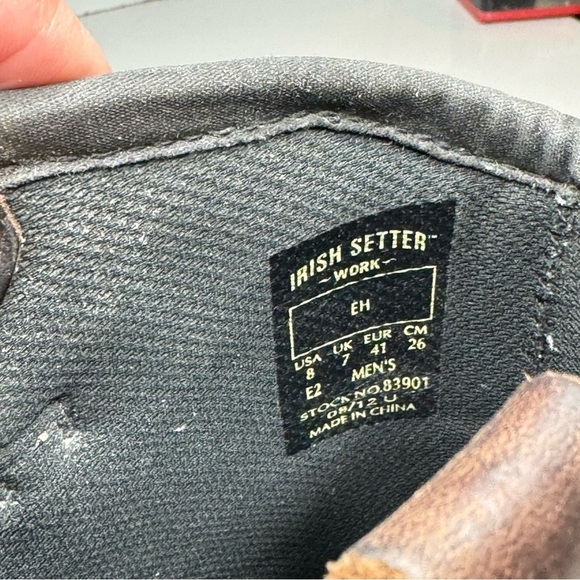 IRISH SETTER™
~WORK~
EH
USA UK EUR CM
8 7 41 26
E2 MEN'S
STOCK NO.83901
08/12 U
MADE IN CHINA